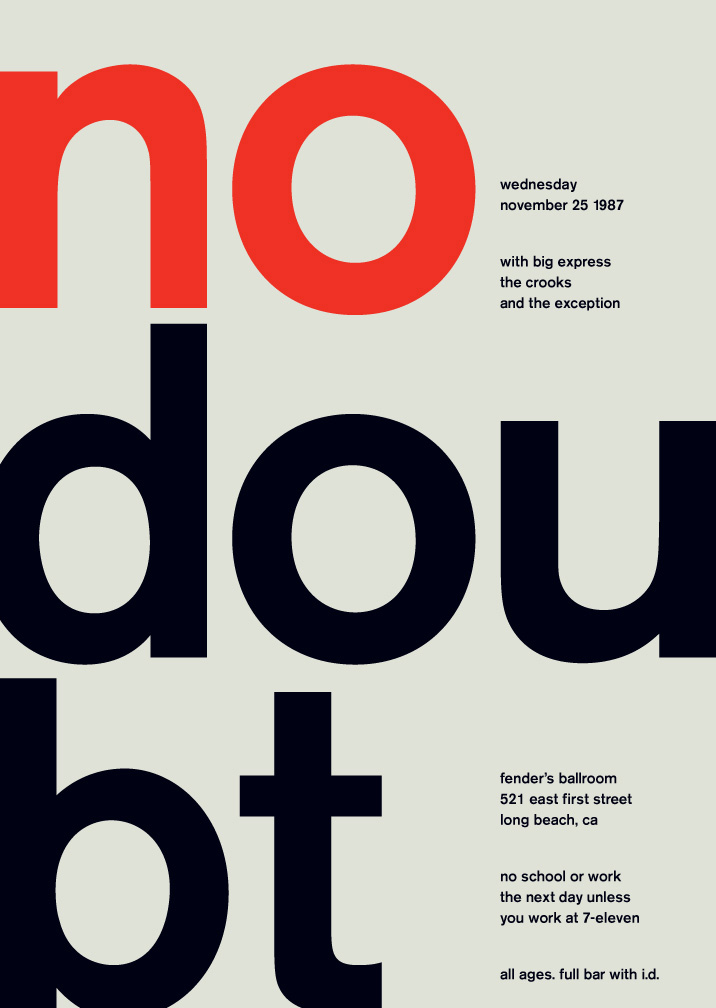 no
wednesday
november 25 1987
with big express
the crooks
and the exception
dou
bt
fender's ballroom
521 east first street
long beach, ca
no school or work
the next day unless
you work at 7-eleven
all ages. full bar with i.d.